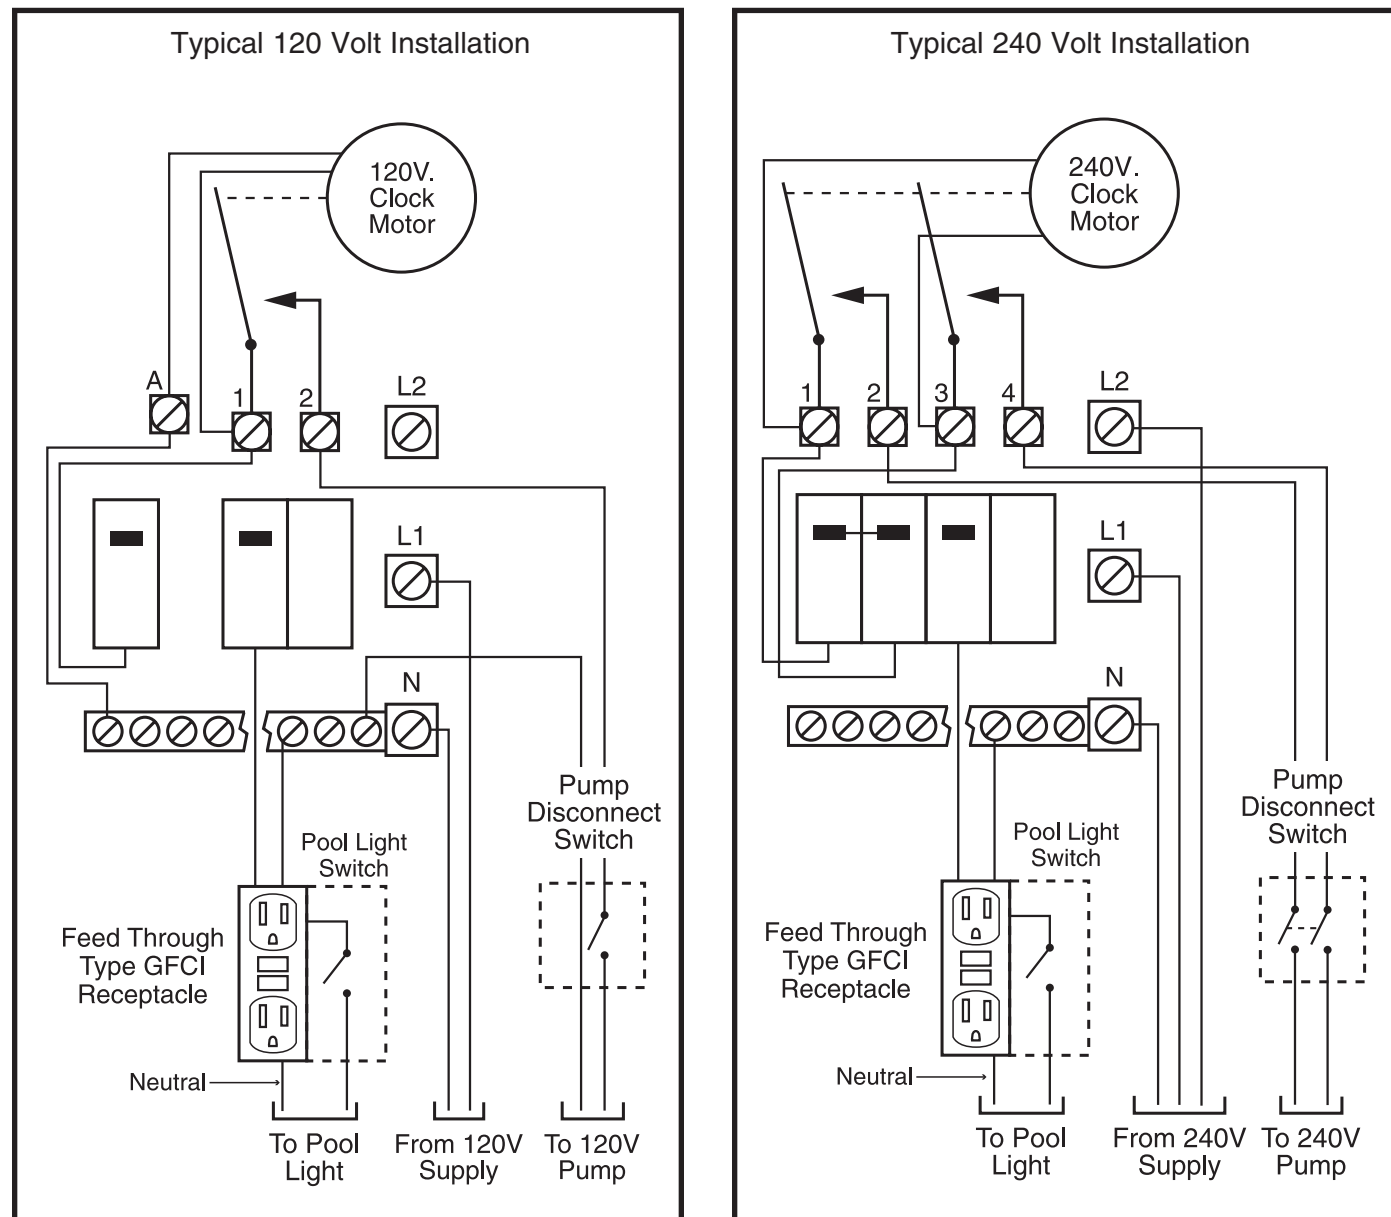 Typical 120 Volt Installation
120V.
Clock
Motor
A
1
2
L2
L1
N
Pump
Disconnect
Switch
Pool Light
Switch
Feed Through
Type GFCI
Receptacle
Neutral
To Pool
Light
From 120V
Supply
To 120V
Pump
Typical 240 Volt Installation
240V.
Clock
Motor
1
2
3
4
L2
L1
N
Pump
Disconnect
Switch
Pool Light
Switch
Feed Through
Type GFCI
Receptacle
Neutral
To Pool
Light
From 240V
Supply
To 240V
Pump